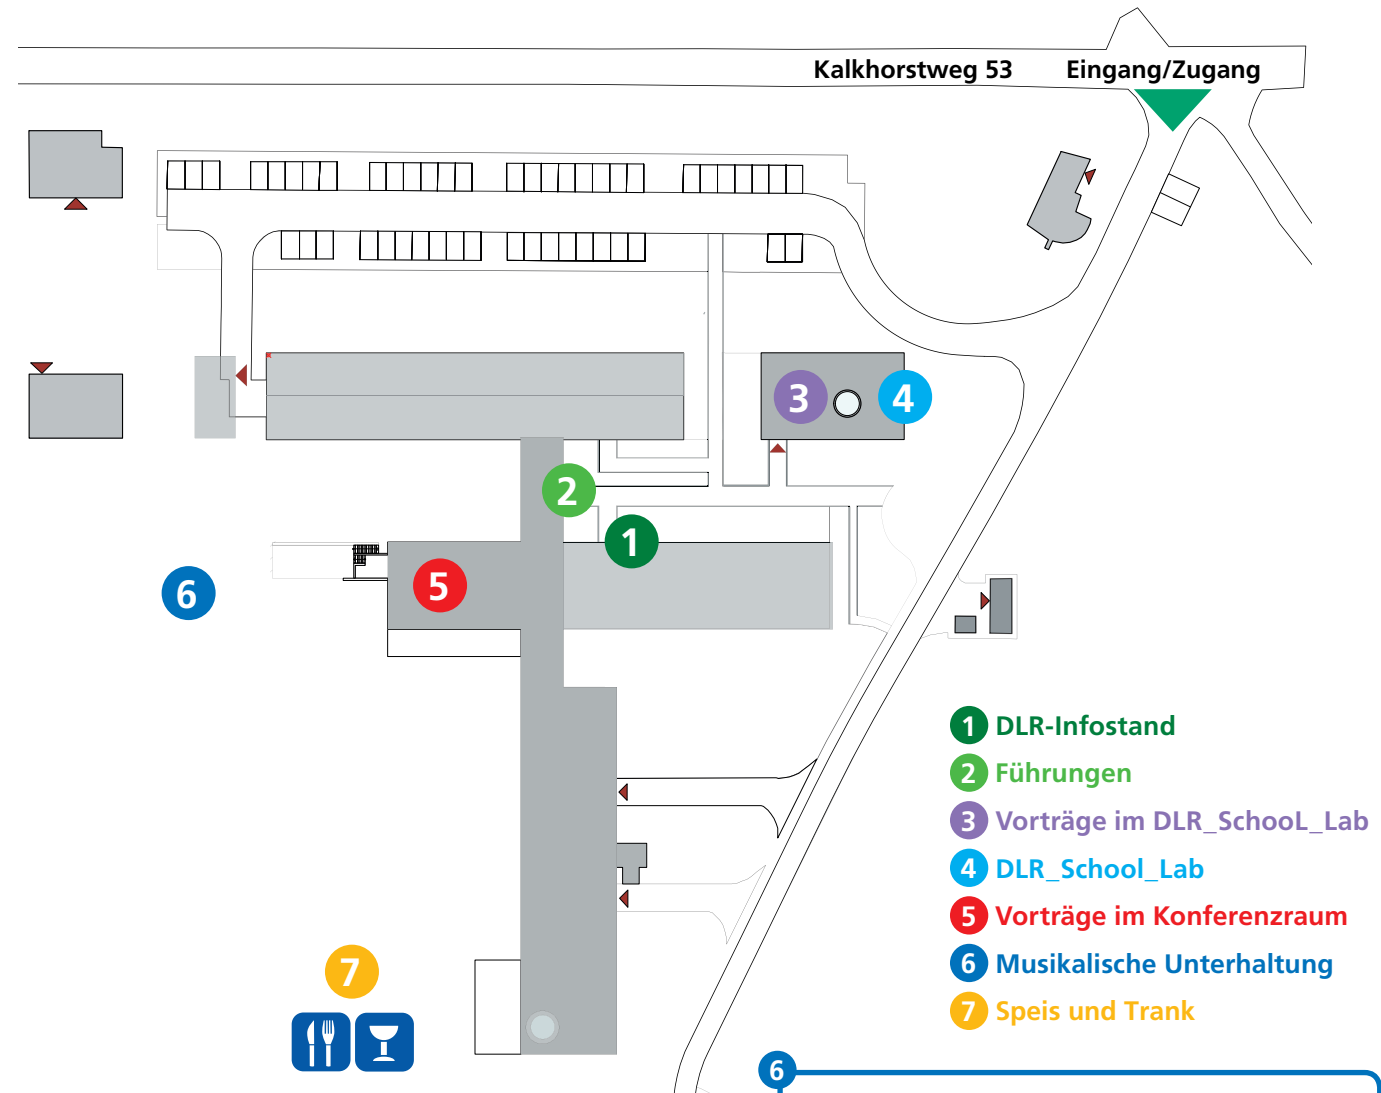 Kalkhorstweg 53 Eingang/Zugang
3 4
2
1
5
6
7
1 DLR-Infostand
2 Führungen
3 Vorträge im DLR_SchooL_Lab
4 DLR_School_Lab
5 Vorträge im Konferenzraum
6 Musikalische Unterhaltung
7 Speis und Trank
6